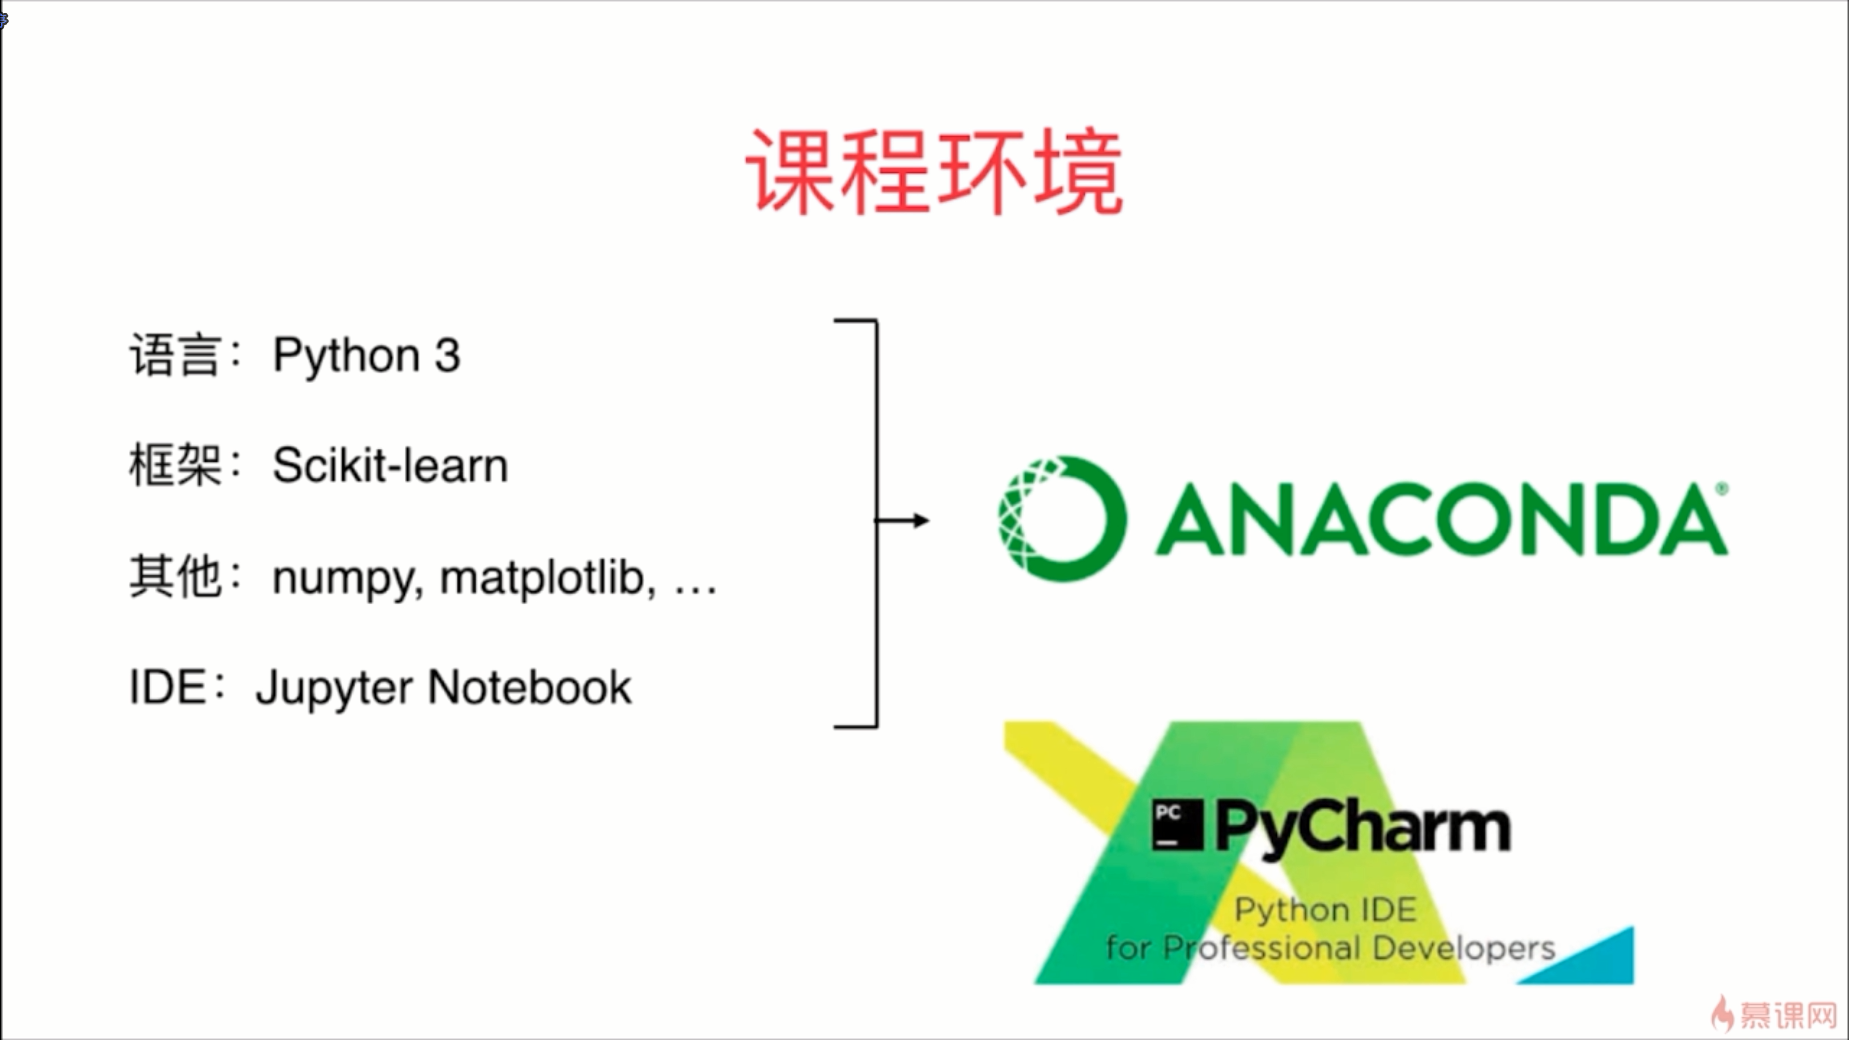 课程环境
语言：Python 3
框架：Scikit-learn
其他：numpy, matplotlib, …
IDE：Jupyter Notebook
ANANCONDA®
PC PyCharm
Python IDE
for Professional Developers
慕课网